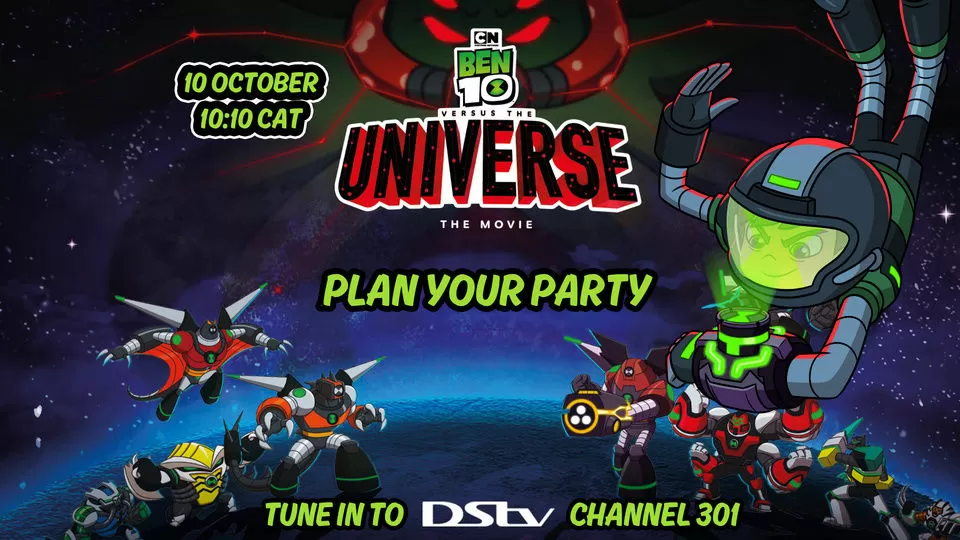 10 OCTOBER
10:10 CAT
CN
BEN
10
VERSUS THE
UNIVERSE
THE MOVIE
PLAN YOUR PARTY
TUNE IN TO DStv CHANNEL 301